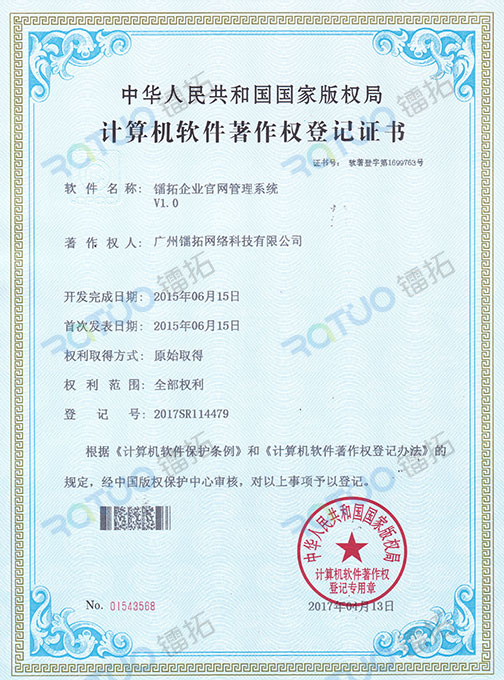 中华人民共和国国家版权局
计算机软件著作权登记证书
证书号： 软著登字第1699763号
软件名称： 镭拓企业官网管理系统
V1.0
著作权人： 广州镭拓网络科技有限公司
开发完成日期： 2015年06月15日
首次发表日期： 2015年06月15日
权利取得方式： 原始取得
权利范围： 全部权利
登记号： 2017SR114479
根据《计算机软件保护条例》和《计算机软件著作权登记办法》的
规定，经中国版权保护中心审核，对以上事项予以登记。
中华人民共和国国家版权局
计算机软件著作权
登记专用章
No. 01543568
2017年04月13日
RATUO 镭拓
RATUO 镭拓
RATUO 镭拓
RATUO 镭拓
RATUO 镭拓
RATUO 镭拓